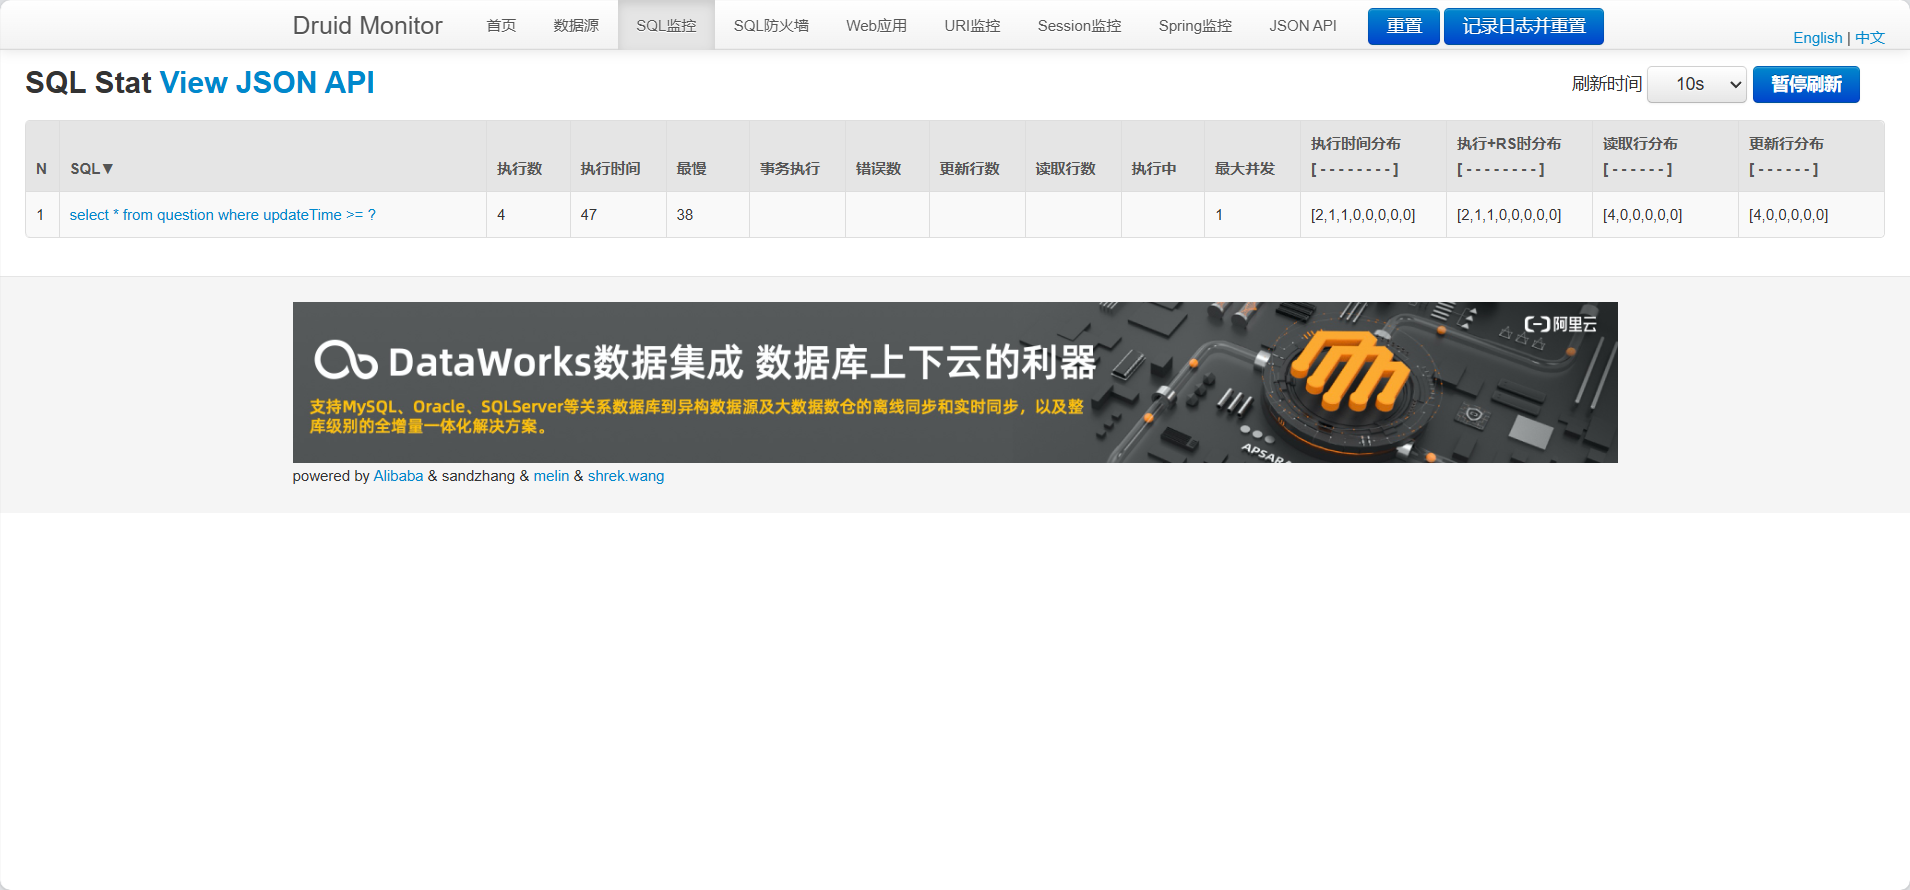 Druid Monitor 首页 数据源 SQL监控 SQL防火墙 Web应用 URI监控 Session监控 Spring监控 JSON API 重置 记录日志并重置
English | 中文
SQL Stat View JSON API
刷新时间 10s 暂停刷新
N SQL▼ 执行数 执行时间 最慢 事务执行 错误数 更新行数 读取行数 执行中 最大并发 执行时间分布 [ - - - - - - - - ] 执行+RS时分布 [ - - - - - - - - ] 读取行分布 [ - - - - - - ] 更新行分布 [ - - - - - - ]
1 select * from question where updateTime >= ? 4 47 38 1 [2,1,1,0,0,0,0,0] [2,1,1,0,0,0,0,0] [4,0,0,0,0,0] [4,0,0,0,0,0]
阿里云
DataWorks数据集成 数据库上下云的利器
支持MySQL、Oracle、SQLServer等关系数据库到异构数据源及大数据数仓的离线同步和实时同步，以及整
库级别的全增量一体化解决方案。
APSARA
powered by Alibaba & sandzhang & melin & shrek.wang